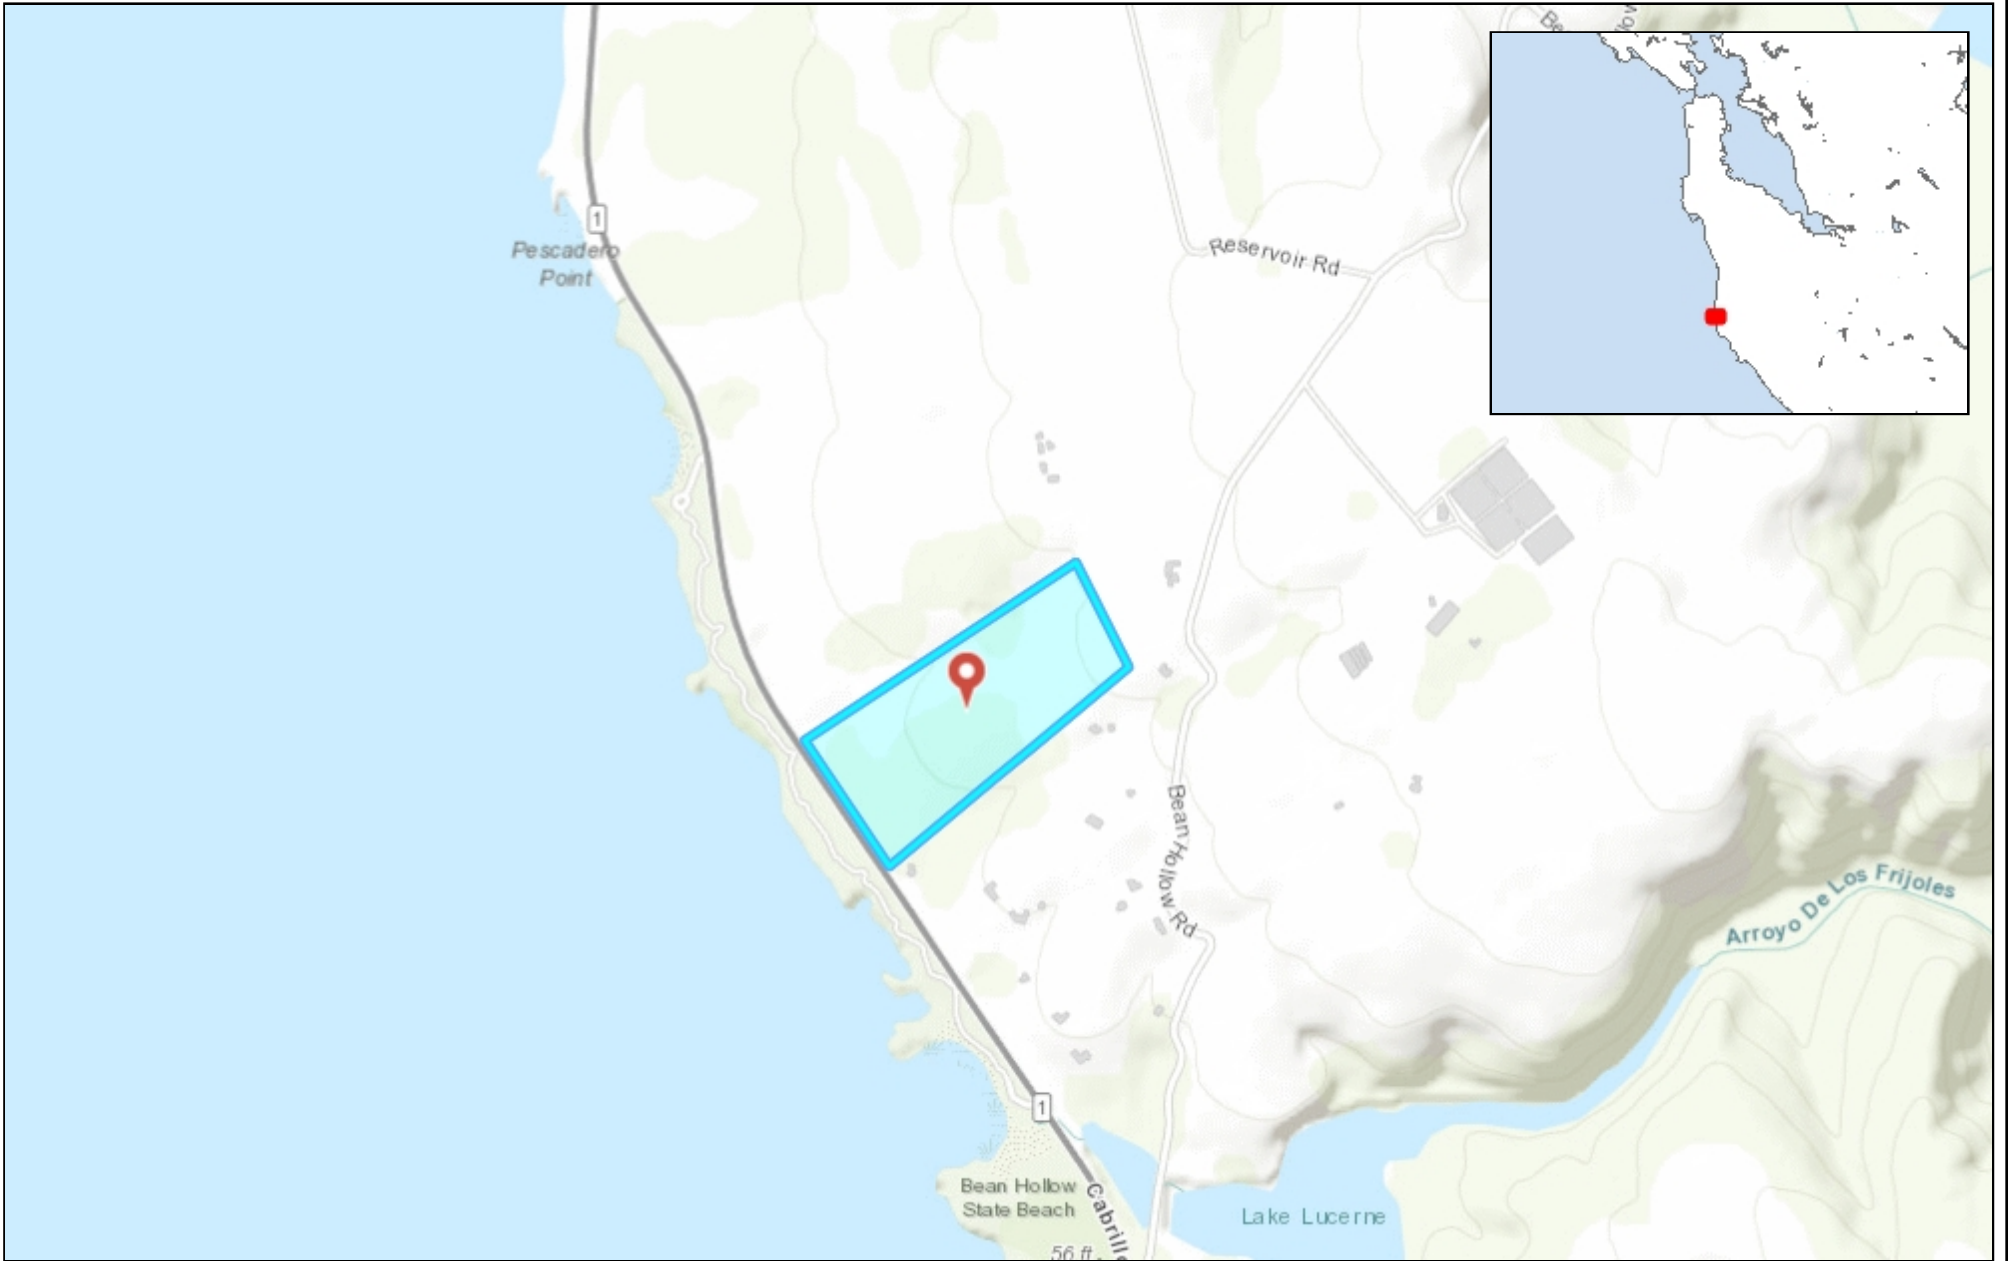 1
Pescadero
Point
Reservoir Rd
Bean Hollow Rd
Arroyo De Los Frijoles
1
Bean Hollow
State Beach
Cabrillo
56 ft
Lake Lucerne